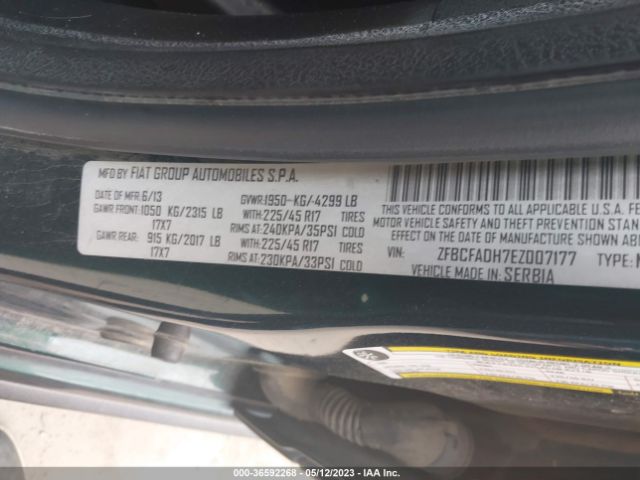 MFD BY FIAT GROUP AUTOMOBILES S.P.A.
DATE OF MFR: 6/13 GVWR: 1950-KG/-4299 LB
GAWR FRONT: 1050 KG/2315 LB WITH: 225/45 R17 TIRES
17X7 RIMS AT: 240KPA/35PSI COLD
GAWR REAR: 915 KG/2017 LB WITH: 225/45 R17 TIRES
17X7 RIMS AT: 230KPA/33PSI COLD
THIS VEHICLE CONFORMS TO ALL APPLICABLE U.S.A. FE
MOTOR VEHICLE SAFETY, BUMPER AND THEFT PREVENTION STAN
EFFECT ON THE DATE OF MANUFACTURE SHOWN ABO
VIN: ZFBCFADH7EZ007177 TYPE:
VEHICLE MADE IN: SERBIA
000-36592268 - 05/12/2023 - IAA Inc.